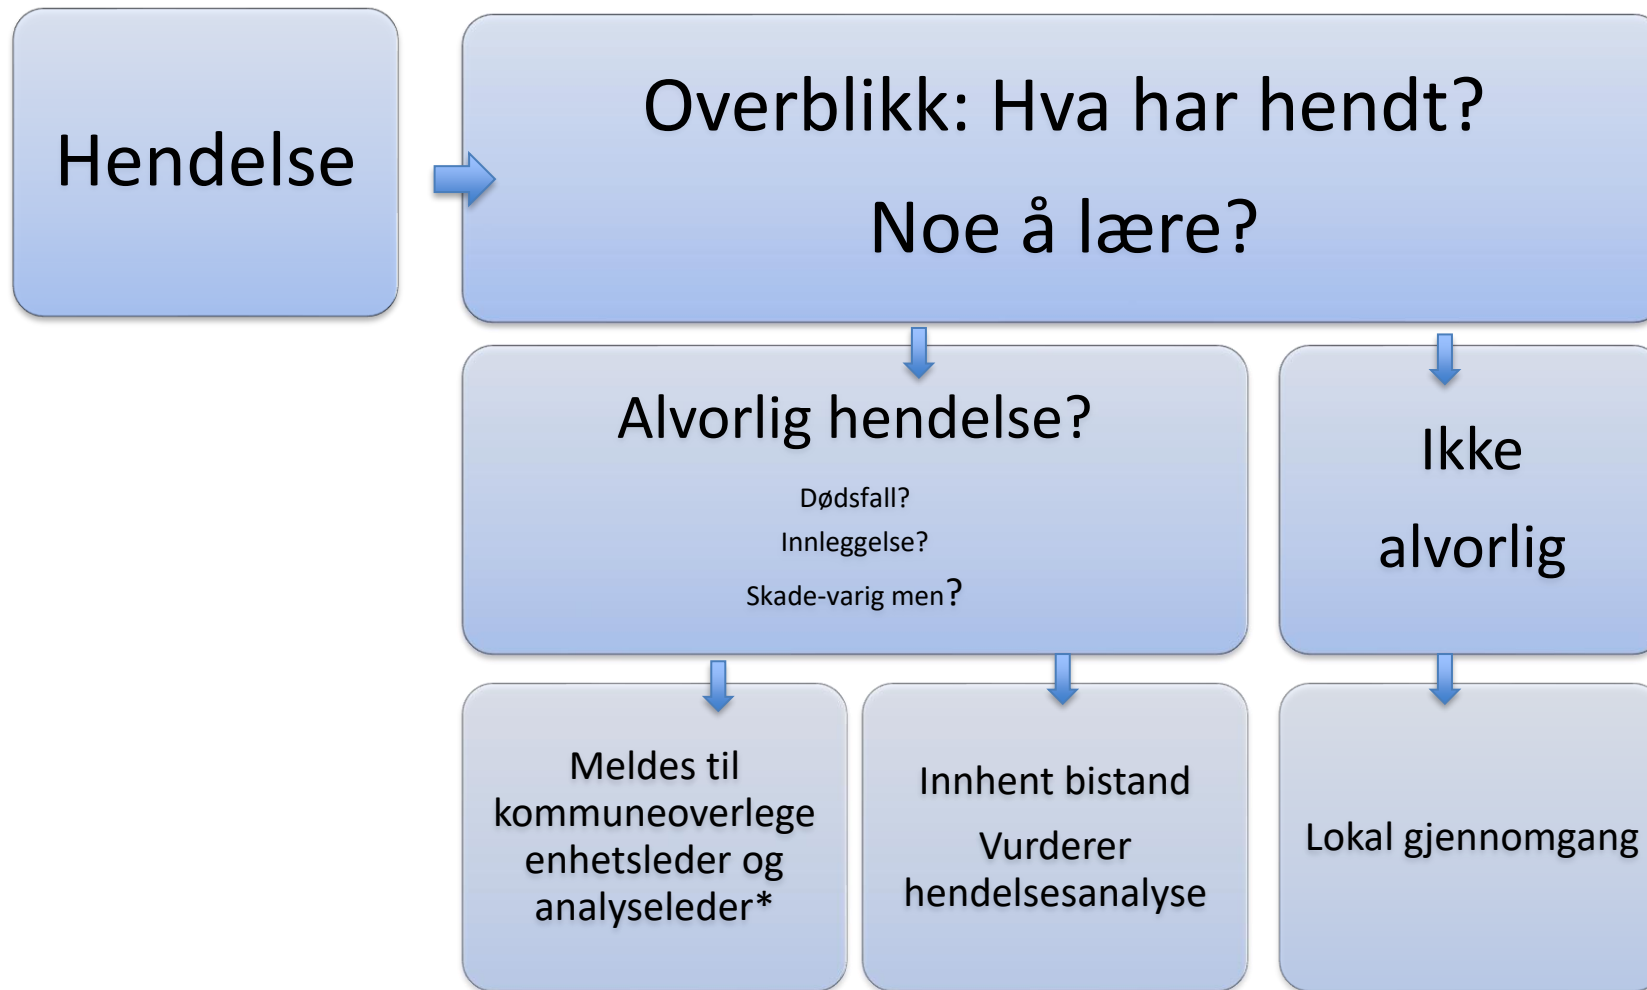 Hendelse
Overblikk: Hva har hendt?
Noe å lære?
Alvorlig hendelse?
Dødsfall?
Innleggelse?
Skade-varig men?
Ikke
alvorlig
Meldes til
kommuneoverlege
enhetsleder og
analyseleder*
Innhent bistand
Vurderer
hendelsesanalyse
Lokal gjennomgang